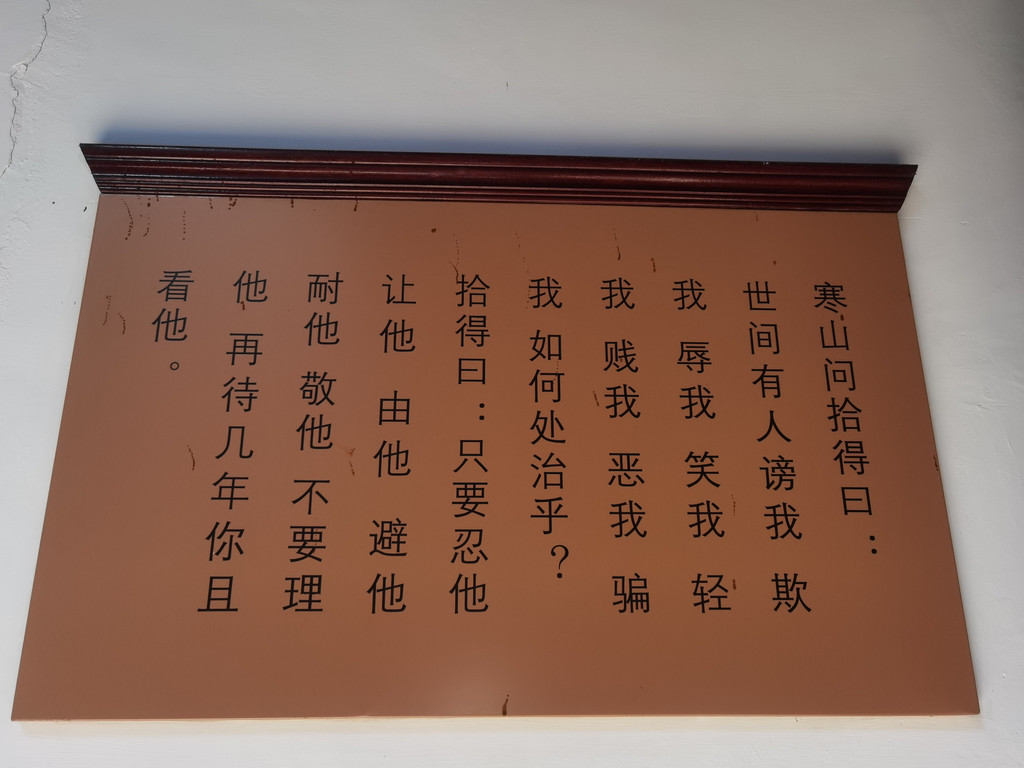 寒山问拾得曰：
世间有人谤我 欺
我 辱我 笑我 轻
我 贱我 恶我 骗
我 如何处治乎？
拾得曰：只要忍他
让他 由他 避他
耐他 敬他 不要理
他 再待几年你且
看他。